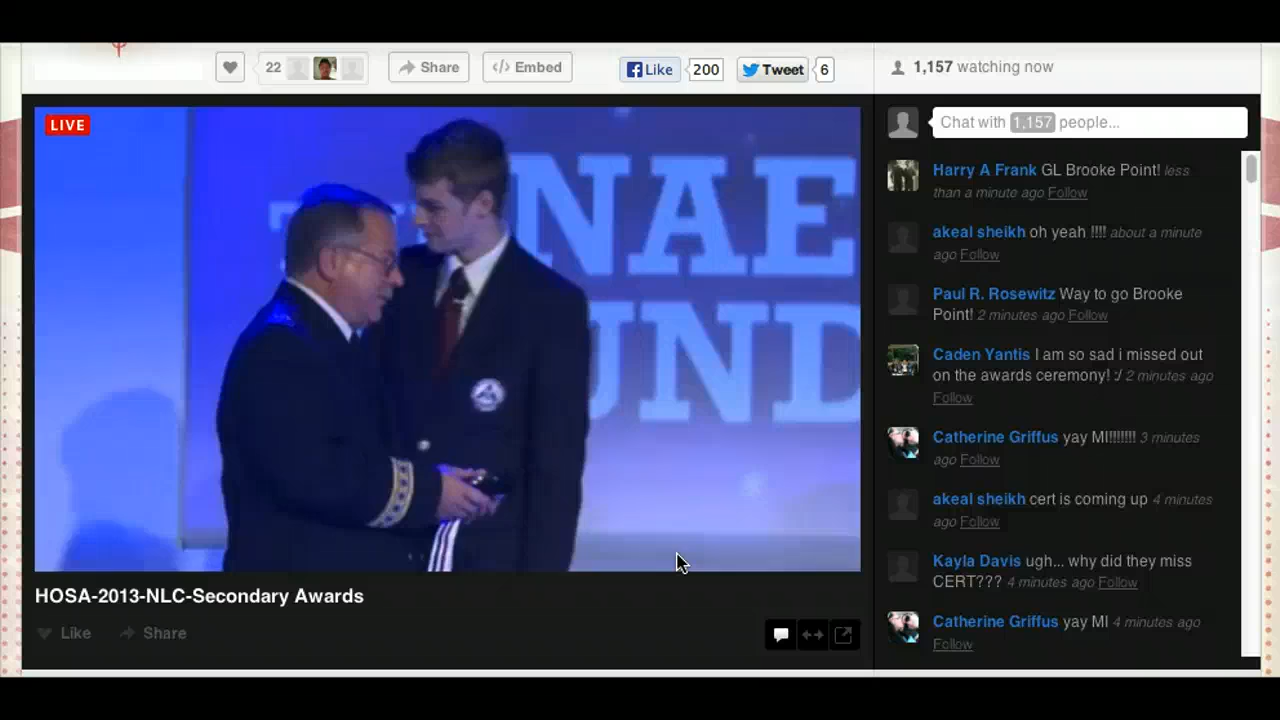 22
Share
</> Embed
Like
200
Tweet
6
1,157 watching now
LIVE
NAE
UND
HOSA-2013-NLC-Secondary Awards
Like
Share
Chat with 1,157 people...
Harry A Frank GL Brooke Point! less
than a minute ago Follow
akeal sheikh oh yeah !!!! about a minute
ago Follow
Paul R. Rosewitz Way to go Brooke
Point! 2 minutes ago Follow
Caden Yantis I am so sad i missed out
on the awards ceremony! :/ 2 minutes ago
Follow
Catherine Griffus yay MI!!!!!!! 3 minutes
ago Follow
akeal sheikh cert is coming up 4 minutes
ago Follow
Kayla Davis ugh... why did they miss
CERT??? 4 minutes ago Follow
Catherine Griffus yay MI 4 minutes ago
Follow